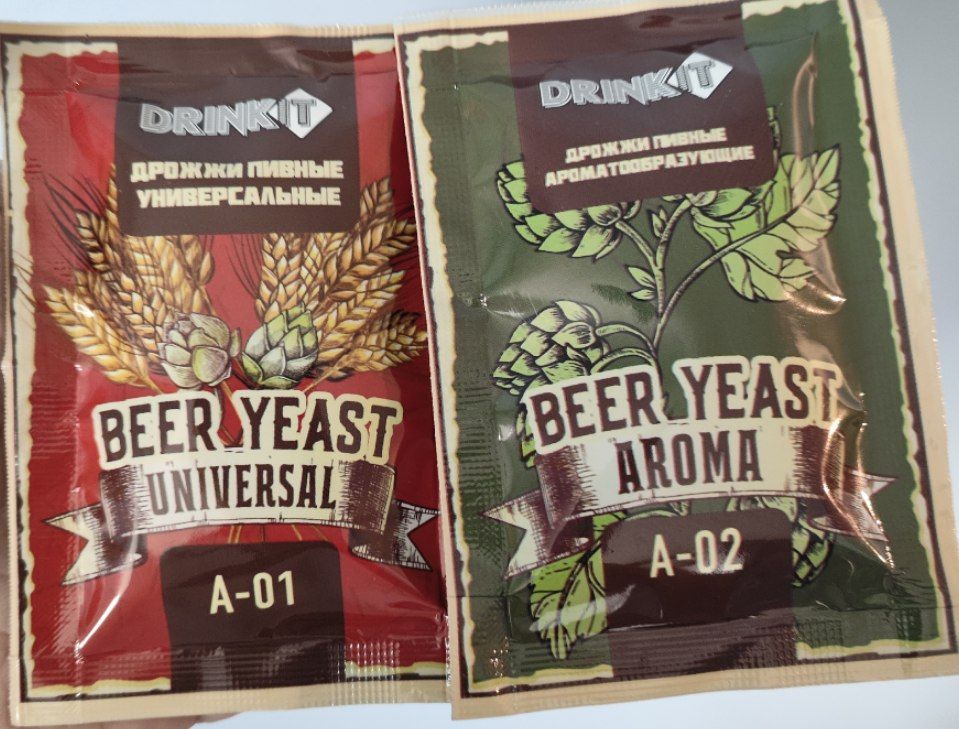 DRINKIT
ДРОЖЖИ ПИВНЫЕ
УНИВЕРСАЛЬНЫЕ
BEER YEAST
UNIVERSAL
A-01
DRINKIT
ДРОЖЖИ ПИВНЫЕ
АРОМАТООБРАЗУЮЩИЕ
BEER YEAST
AROMA
A-02